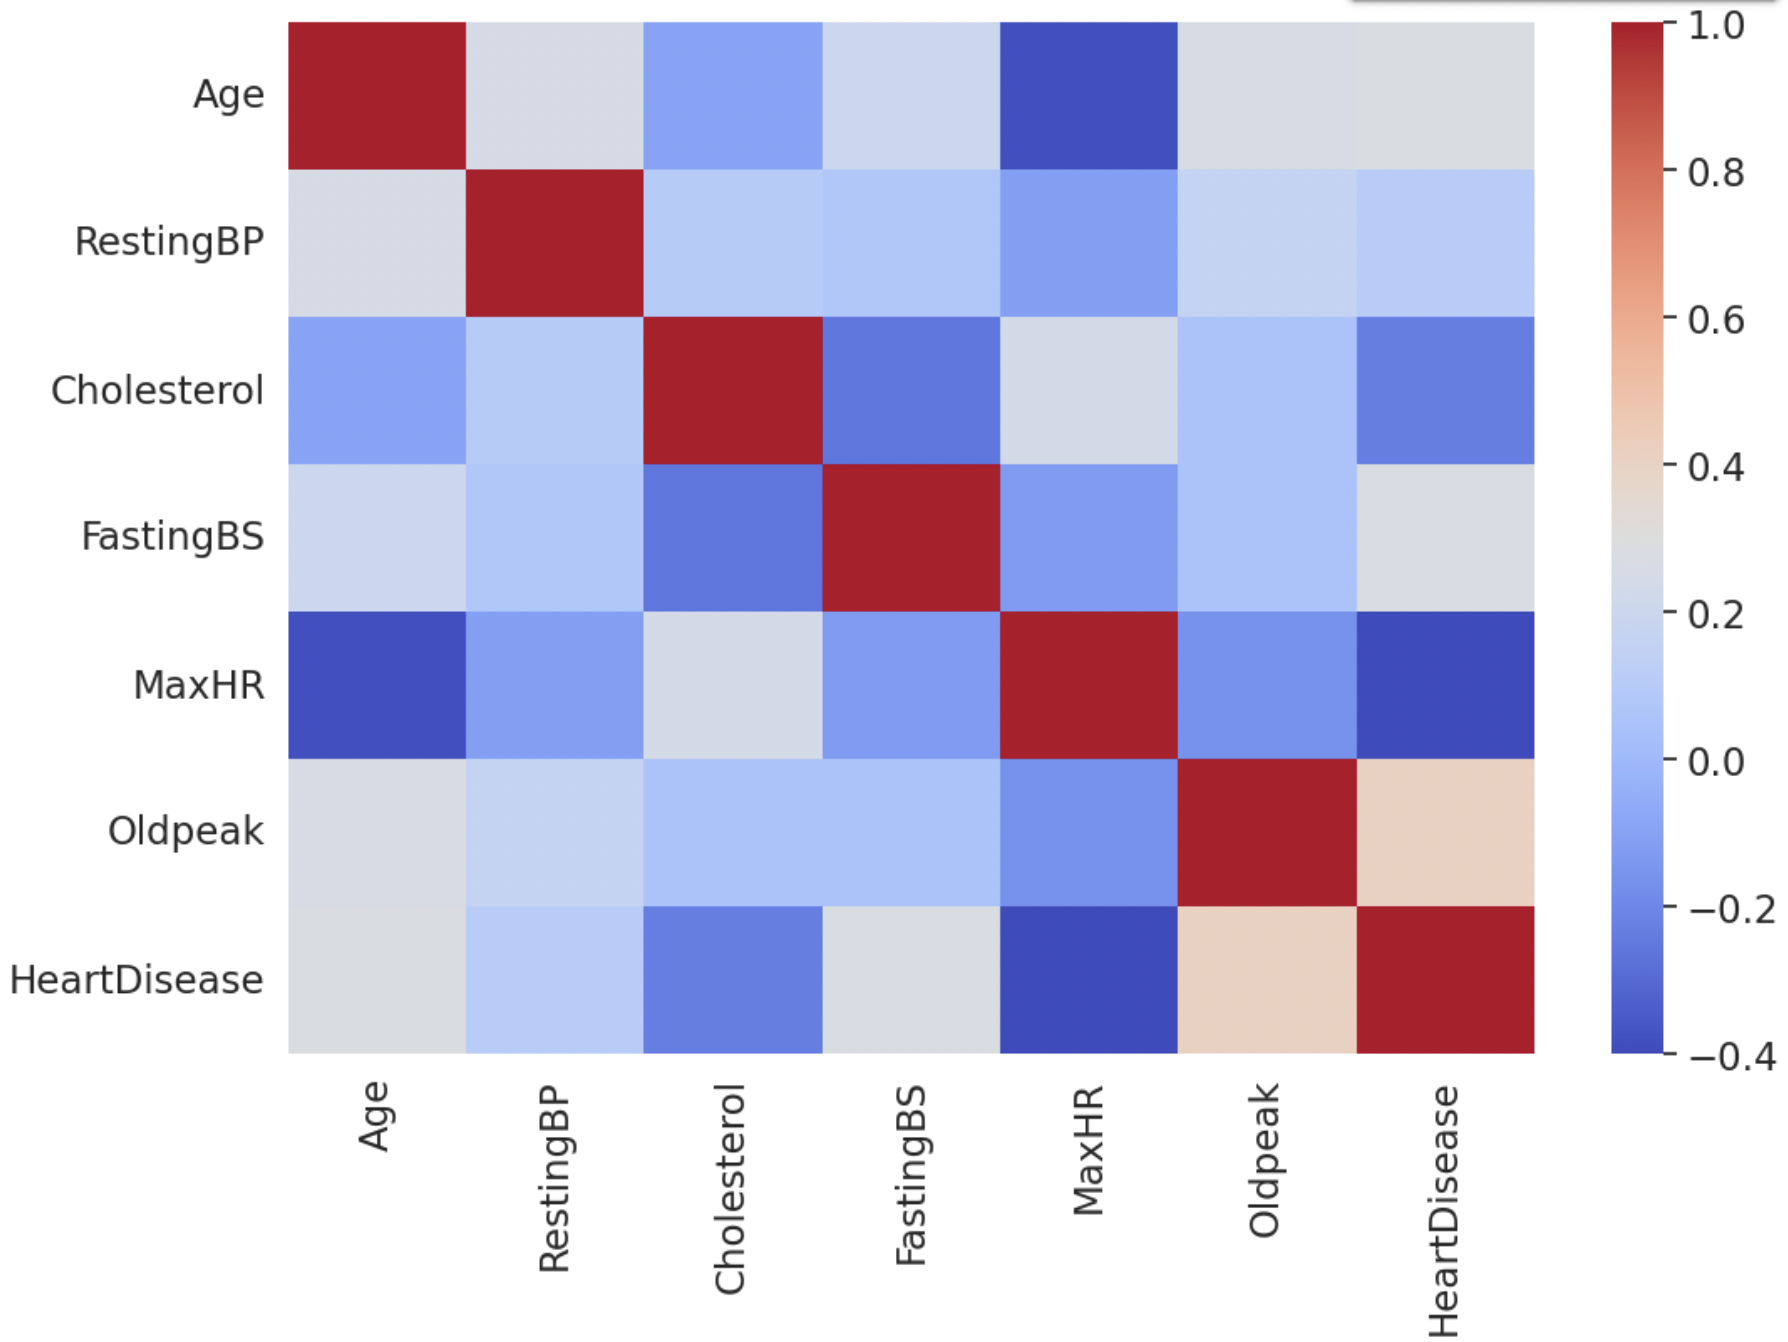 Age
RestingBP
Cholesterol
FastingBS
MaxHR
Oldpeak
HeartDisease
Age
RestingBP
Cholesterol
FastingBS
MaxHR
Oldpeak
HeartDisease
1.0
0.8
0.6
0.4
0.2
0.0
−0.2
−0.4